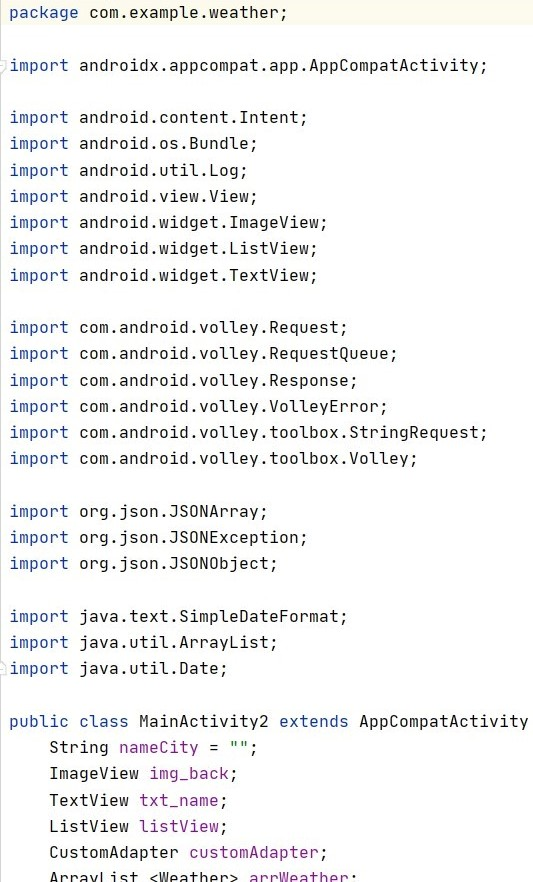 package com.example.weather;
import androidx.appcompat.app.AppCompatActivity;
import android.content.Intent;
import android.os.Bundle;
import android.util.Log;
import android.view.View;
import android.widget.ImageView;
import android.widget.ListView;
import android.widget.TextView;
import com.android.volley.Request;
import com.android.volley.RequestQueue;
import com.android.volley.Response;
import com.android.volley.VolleyError;
import com.android.volley.toolbox.StringRequest;
import com.android.volley.toolbox.Volley;
import org.json.JSONArray;
import org.json.JSONException;
import org.json.JSONObject;
import java.text.SimpleDateFormat;
import java.util.ArrayList;
import java.util.Date;
public class MainActivity2 extends AppCompatActivity
String nameCity = "";
ImageView img_back;
TextView txt_name;
ListView listView;
CustomAdapter customAdapter;
ArrayList <Weather> arrWeather;